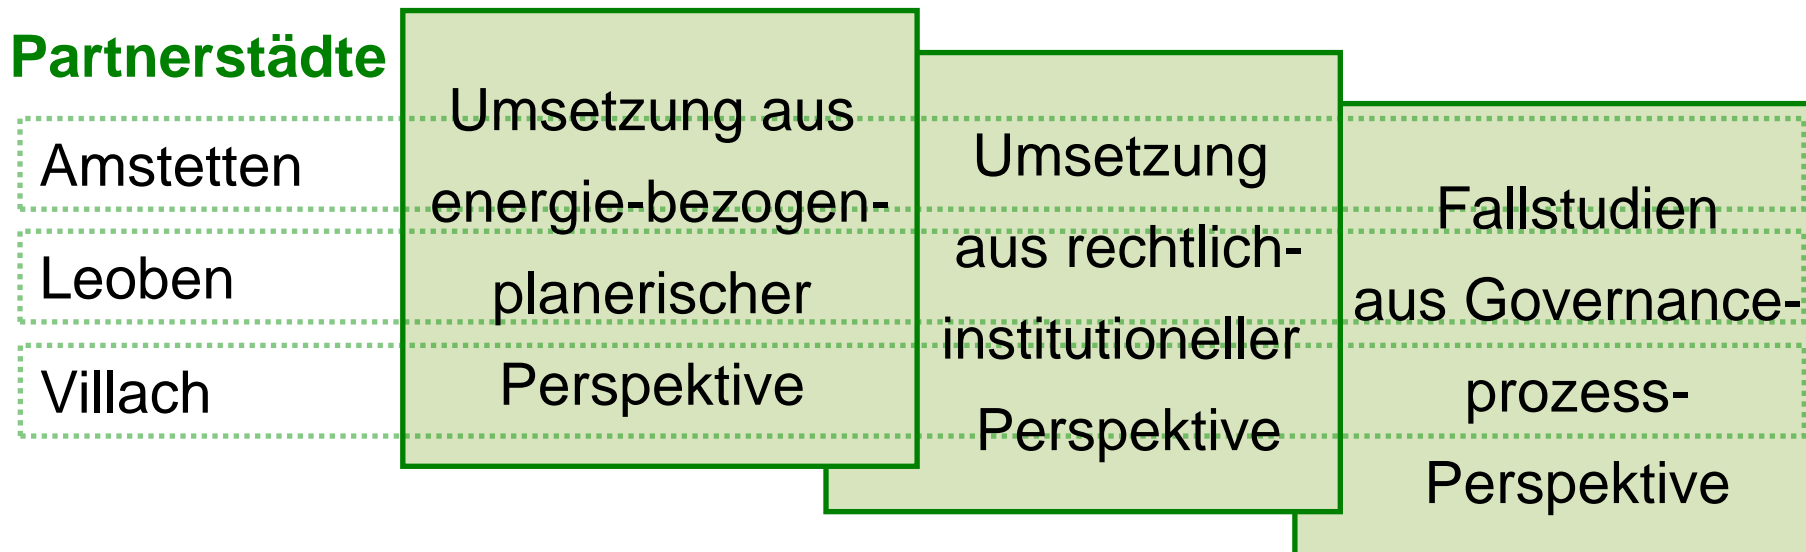 Partnerstädte
Amstetten
Leoben
Villach
Umsetzung aus
energie-bezogen-
planerischer
Perspektive
Umsetzung
aus rechtlich-
institutioneller
Perspektive
Fallstudien
aus Governance-
prozess-
Perspektive